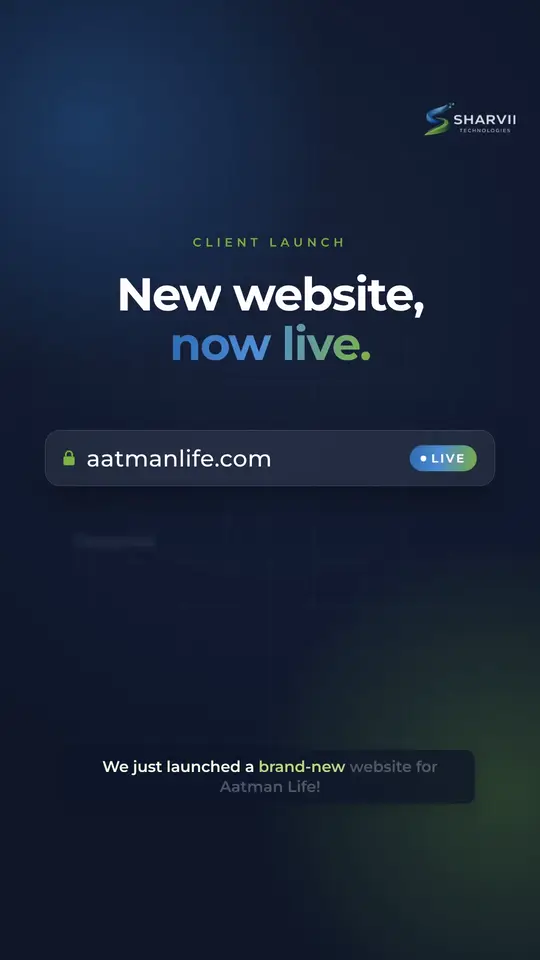 SHARVII
TECHNOLOGIES
CLIENT LAUNCH
New website,
now live.
aatmanlife.com
LIVE
We just launched a brand-new website for
Aatman Life!